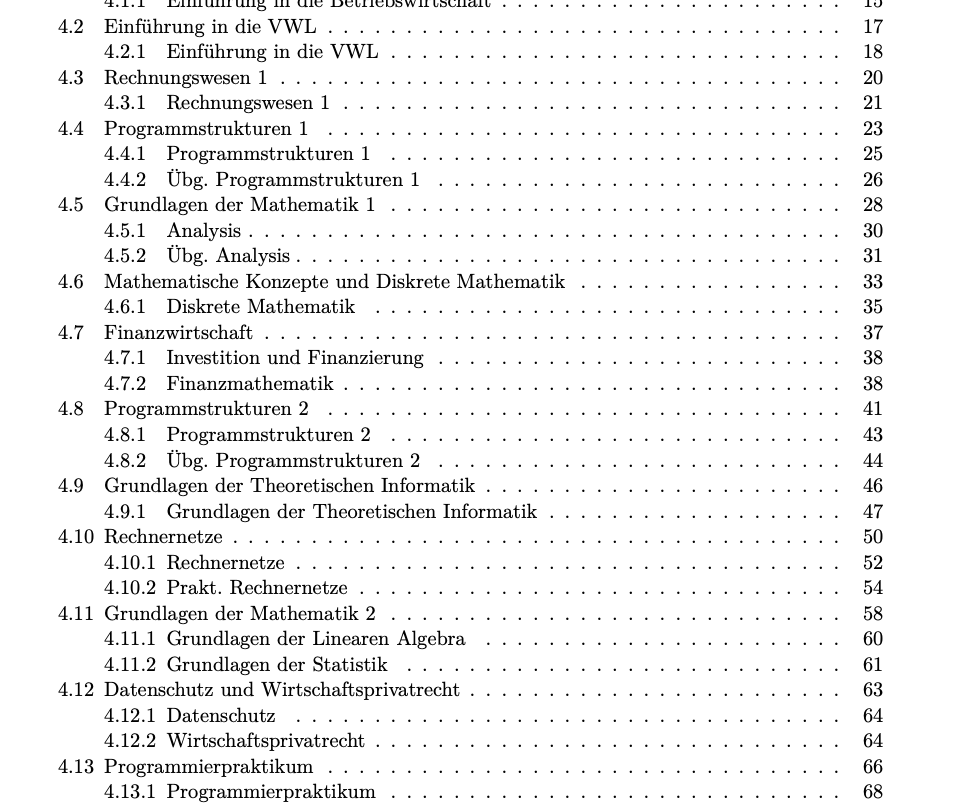 4.1.1 Einführung in die Betriebswirtschaft . . . . . . . . . . . . . . . . . . . . . . 15
4.2 Einführung in die VWL . . . . . . . . . . . . . . . . . . . . . . . . . . . . . . . . . 17
4.2.1 Einführung in die VWL . . . . . . . . . . . . . . . . . . . . . . . . . . . . . 18
4.3 Rechnungswesen 1 . . . . . . . . . . . . . . . . . . . . . . . . . . . . . . . . . . . . 20
4.3.1 Rechnungswesen 1 . . . . . . . . . . . . . . . . . . . . . . . . . . . . . . . . 21
4.4 Programmstrukturen 1 . . . . . . . . . . . . . . . . . . . . . . . . . . . . . . . . . 23
4.4.1 Programmstrukturen 1 . . . . . . . . . . . . . . . . . . . . . . . . . . . . . 25
4.4.2 Übg. Programmstrukturen 1 . . . . . . . . . . . . . . . . . . . . . . . . . . 26
4.5 Grundlagen der Mathematik 1 . . . . . . . . . . . . . . . . . . . . . . . . . . . . . 28
4.5.1 Analysis . . . . . . . . . . . . . . . . . . . . . . . . . . . . . . . . . . . . . . 30
4.5.2 Übg. Analysis . . . . . . . . . . . . . . . . . . . . . . . . . . . . . . . . . . . 31
4.6 Mathematische Konzepte und Diskrete Mathematik . . . . . . . . . . . . . . . . . 33
4.6.1 Diskrete Mathematik . . . . . . . . . . . . . . . . . . . . . . . . . . . . . . 35
4.7 Finanzwirtschaft . . . . . . . . . . . . . . . . . . . . . . . . . . . . . . . . . . . . . 37
4.7.1 Investition und Finanzierung . . . . . . . . . . . . . . . . . . . . . . . . . . 38
4.7.2 Finanzmathematik . . . . . . . . . . . . . . . . . . . . . . . . . . . . . . . . 38
4.8 Programmstrukturen 2 . . . . . . . . . . . . . . . . . . . . . . . . . . . . . . . . . 41
4.8.1 Programmstrukturen 2 . . . . . . . . . . . . . . . . . . . . . . . . . . . . . 43
4.8.2 Übg. Programmstrukturen 2 . . . . . . . . . . . . . . . . . . . . . . . . . . 44
4.9 Grundlagen der Theoretischen Informatik . . . . . . . . . . . . . . . . . . . . . . . 46
4.9.1 Grundlagen der Theoretischen Informatik . . . . . . . . . . . . . . . . . . . 47
4.10 Rechnernetze . . . . . . . . . . . . . . . . . . . . . . . . . . . . . . . . . . . . . . . 50
4.10.1 Rechnernetze . . . . . . . . . . . . . . . . . . . . . . . . . . . . . . . . . . . 52
4.10.2 Prakt. Rechnernetze . . . . . . . . . . . . . . . . . . . . . . . . . . . . . . . 54
4.11 Grundlagen der Mathematik 2 . . . . . . . . . . . . . . . . . . . . . . . . . . . . . 58
4.11.1 Grundlagen der Linearen Algebra . . . . . . . . . . . . . . . . . . . . . . . 60
4.11.2 Grundlagen der Statistik . . . . . . . . . . . . . . . . . . . . . . . . . . . . 61
4.12 Datenschutz und Wirtschaftsprivatrecht . . . . . . . . . . . . . . . . . . . . . . . . 63
4.12.1 Datenschutz . . . . . . . . . . . . . . . . . . . . . . . . . . . . . . . . . . . 64
4.12.2 Wirtschaftsprivatrecht . . . . . . . . . . . . . . . . . . . . . . . . . . . . . . 64
4.13 Programmierpraktikum . . . . . . . . . . . . . . . . . . . . . . . . . . . . . . . . . 66
4.13.1 Programmierpraktikum . . . . . . . . . . . . . . . . . . . . . . . . . . . . . 68